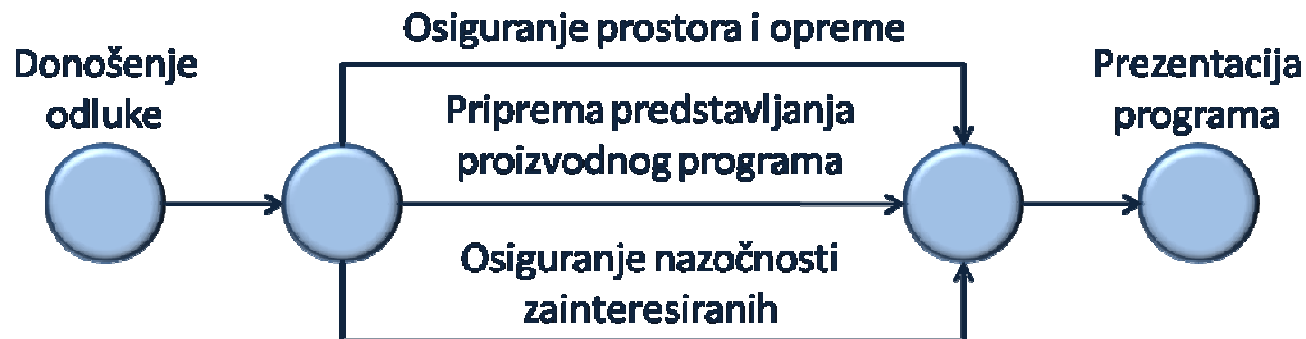 Osiguranje prostora i opreme
Donošenje
odluke
Priprema predstavljanja
proizvodnog programa
Osiguranje nazočnosti
zainteresiranih
Prezentacija
programa